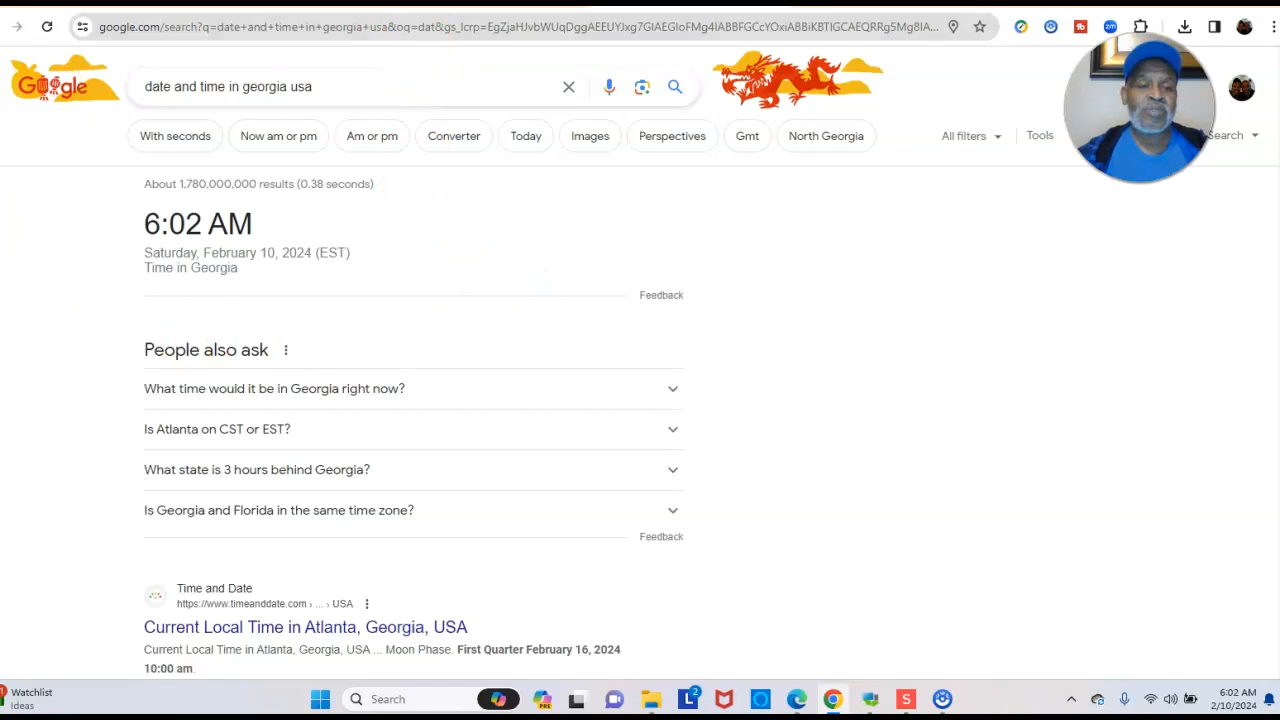 google.com/search?q=date+and+time+in+georgia+usa&oq=dat&gs_lcrp=EgZjaHJvbWUqDggAEEUYJxg7GIAEGIoFMg4IABBFGCcYOxiABBiKBTIGCAEQRRg5Mg8IA...
Google
date and time in georgia usa
With seconds
Now am or pm
Am or pm
Converter
Today
Images
Perspectives
Gmt
North Georgia
All filters
Tools
Search
About 1,780,000,000 results (0.38 seconds)
6:02 AM
Saturday, February 10, 2024 (EST)
Time in Georgia
Feedback
People also ask
What time would it be in Georgia right now?
Is Atlanta on CST or EST?
What state is 3 hours behind Georgia?
Is Georgia and Florida in the same time zone?
Feedback
Time and Date
https://www.timeanddate.com › ... › USA
Current Local Time in Atlanta, Georgia, USA
Current Local Time in Atlanta, Georgia, USA ... Moon Phase. First Quarter February 16, 2024
10:00 am.
Watchlist
Ideas
Search
6:02 AM
2/10/2024